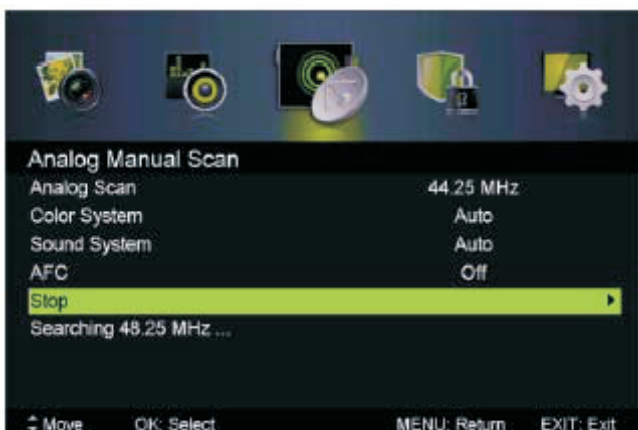 Analog Manual Scan
Analog Scan 44.25 MHz
Color System Auto
Sound System Auto
AFC Off
Stop
Searching 48.25 MHz ...
Move OK: Select MENU: Return EXIT: Exit